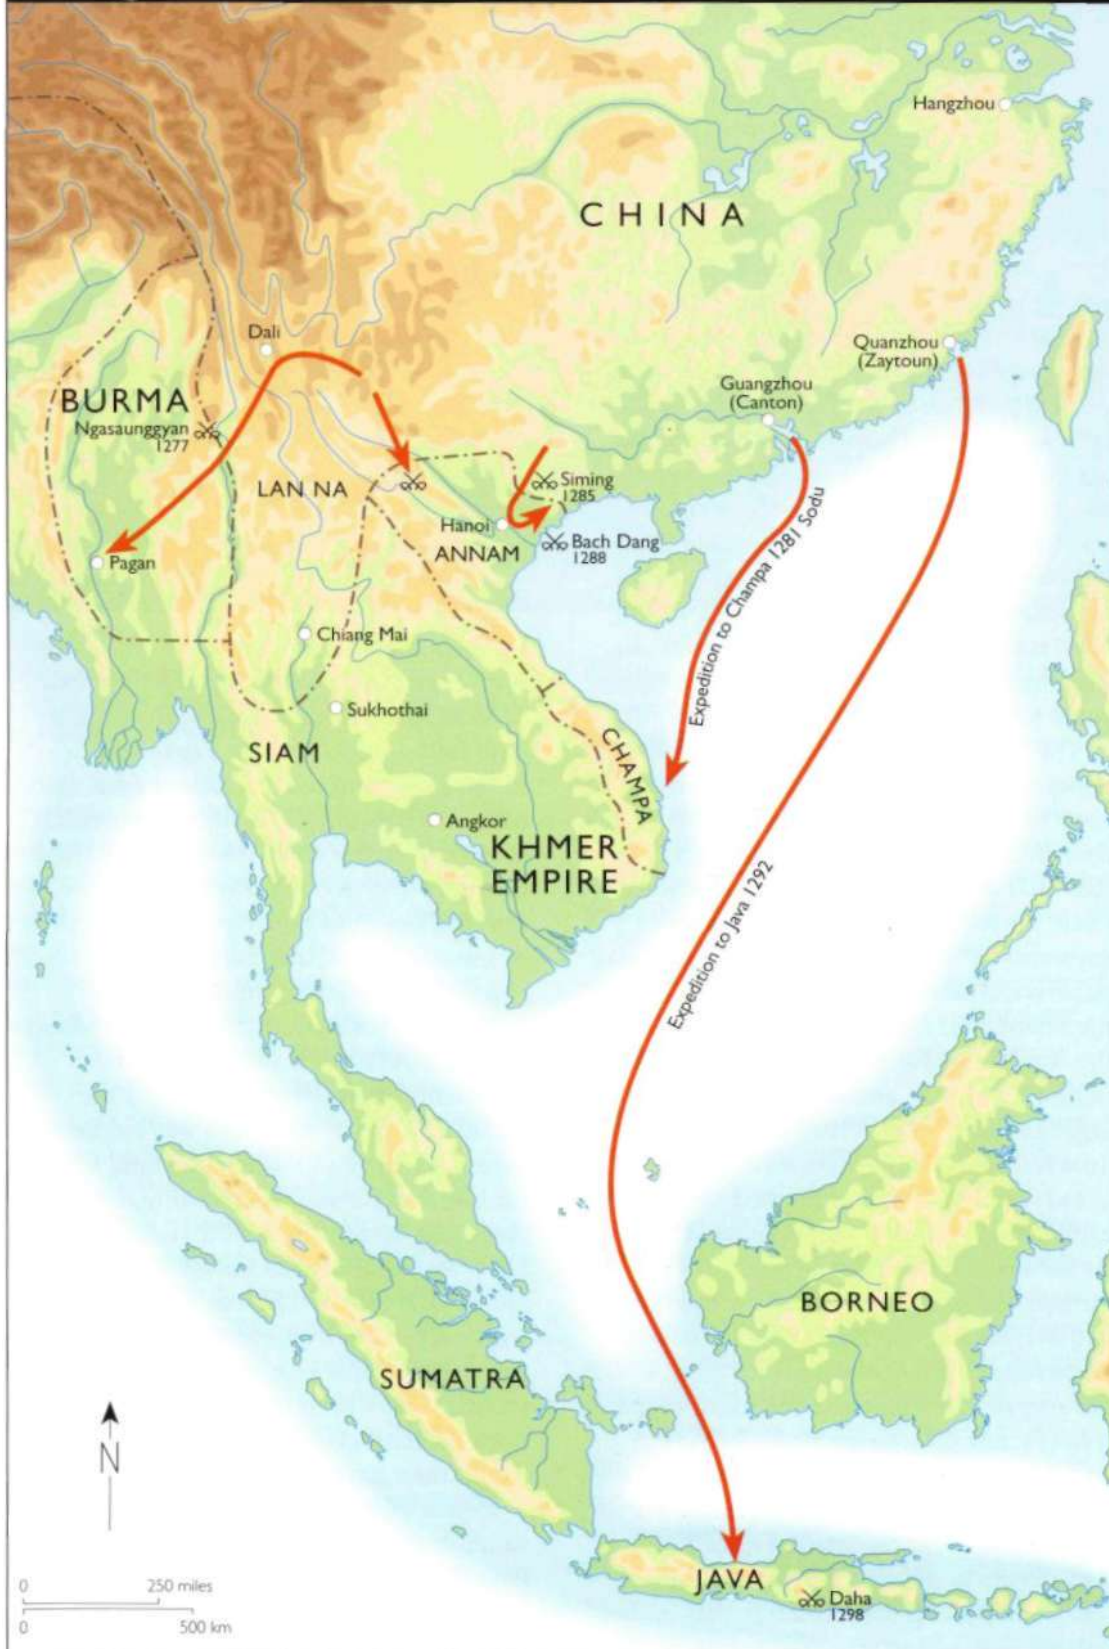 Hangzhou
CHINA
Dali
Quanzhou
(Zaytoun)
Guangzhou
(Canton)
BURMA
Ngasaunggyan
1277
LAN NA
Siming
1285
Hanoi
ANNAM
Bach Dang
1288
Pagan
Expedition to Champa 1281 Sodu
Chiang Mai
Sukhothai
SIAM
CHAMPA
Angkor
KHMER
EMPIRE
Expedition to Java 1292
BORNEO
SUMATRA
N
JAVA
Daha
1298
0 250 miles
0 500 km